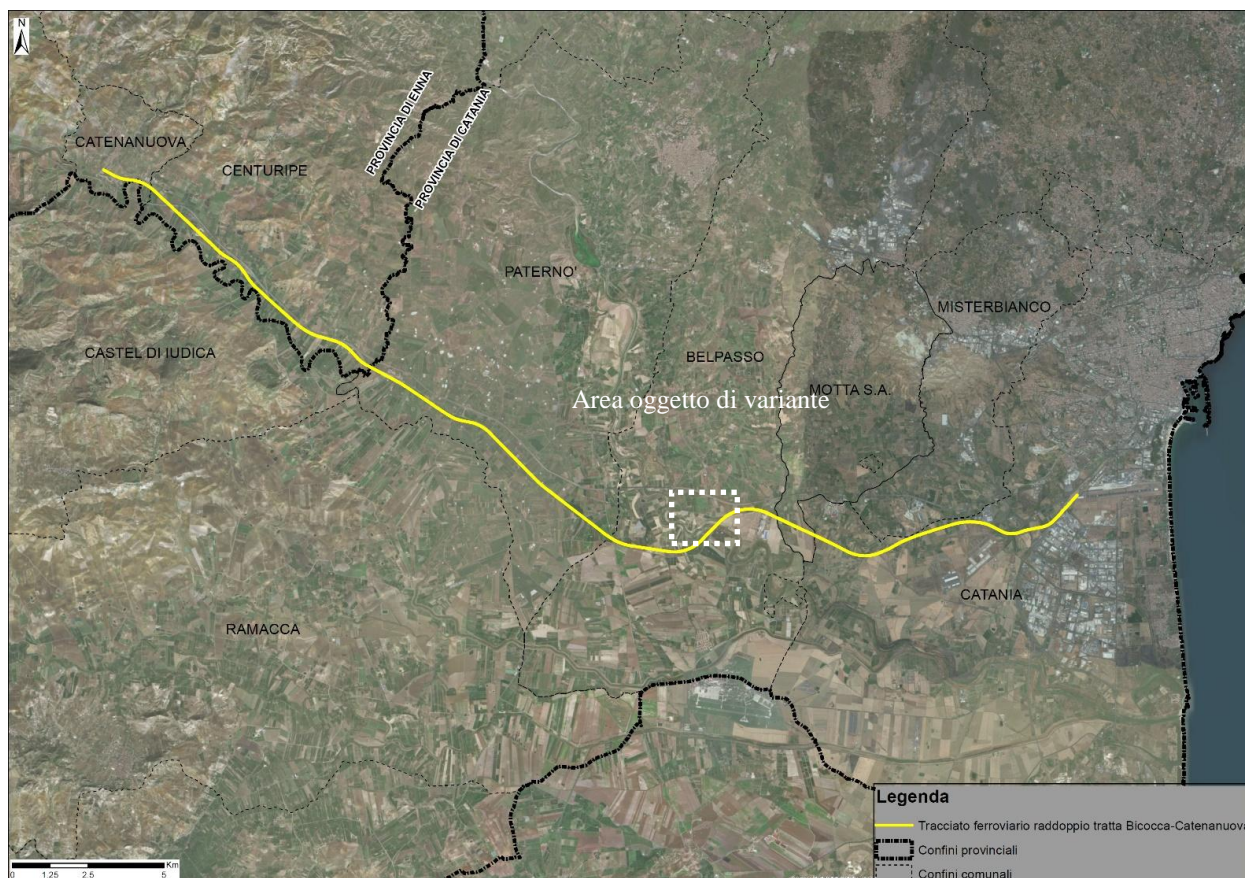 N
PROVINCIA DI ENNA
PROVINCIA DI CATANIA
CATENANUOVA
CENTURIPE
PATERNO'
MISTERBIANCO
BELPASSO
CASTEL DI IUDICA
MOTTA S.A.
Area oggetto di variante
CATANIA
RAMACCA
Legenda
Tracciato ferroviario raddoppio tratta Bicocca-Catenanuova
Confini provinciali
Confini comunali
Km
0 1.25 2.5 5